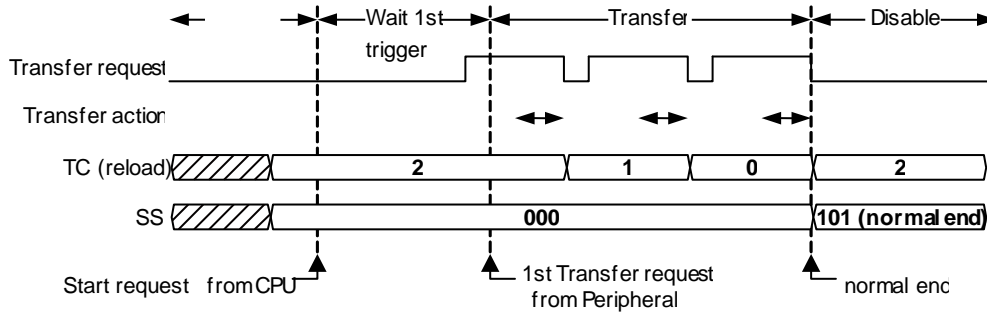 Wait 1st
trigger
Transfer
Disable
Transfer request
Transfer action
TC (reload)
2
1
0
2
SS
000
101 (normal end)
Start request from CPU
1st Transfer request
from Peripheral
normal end